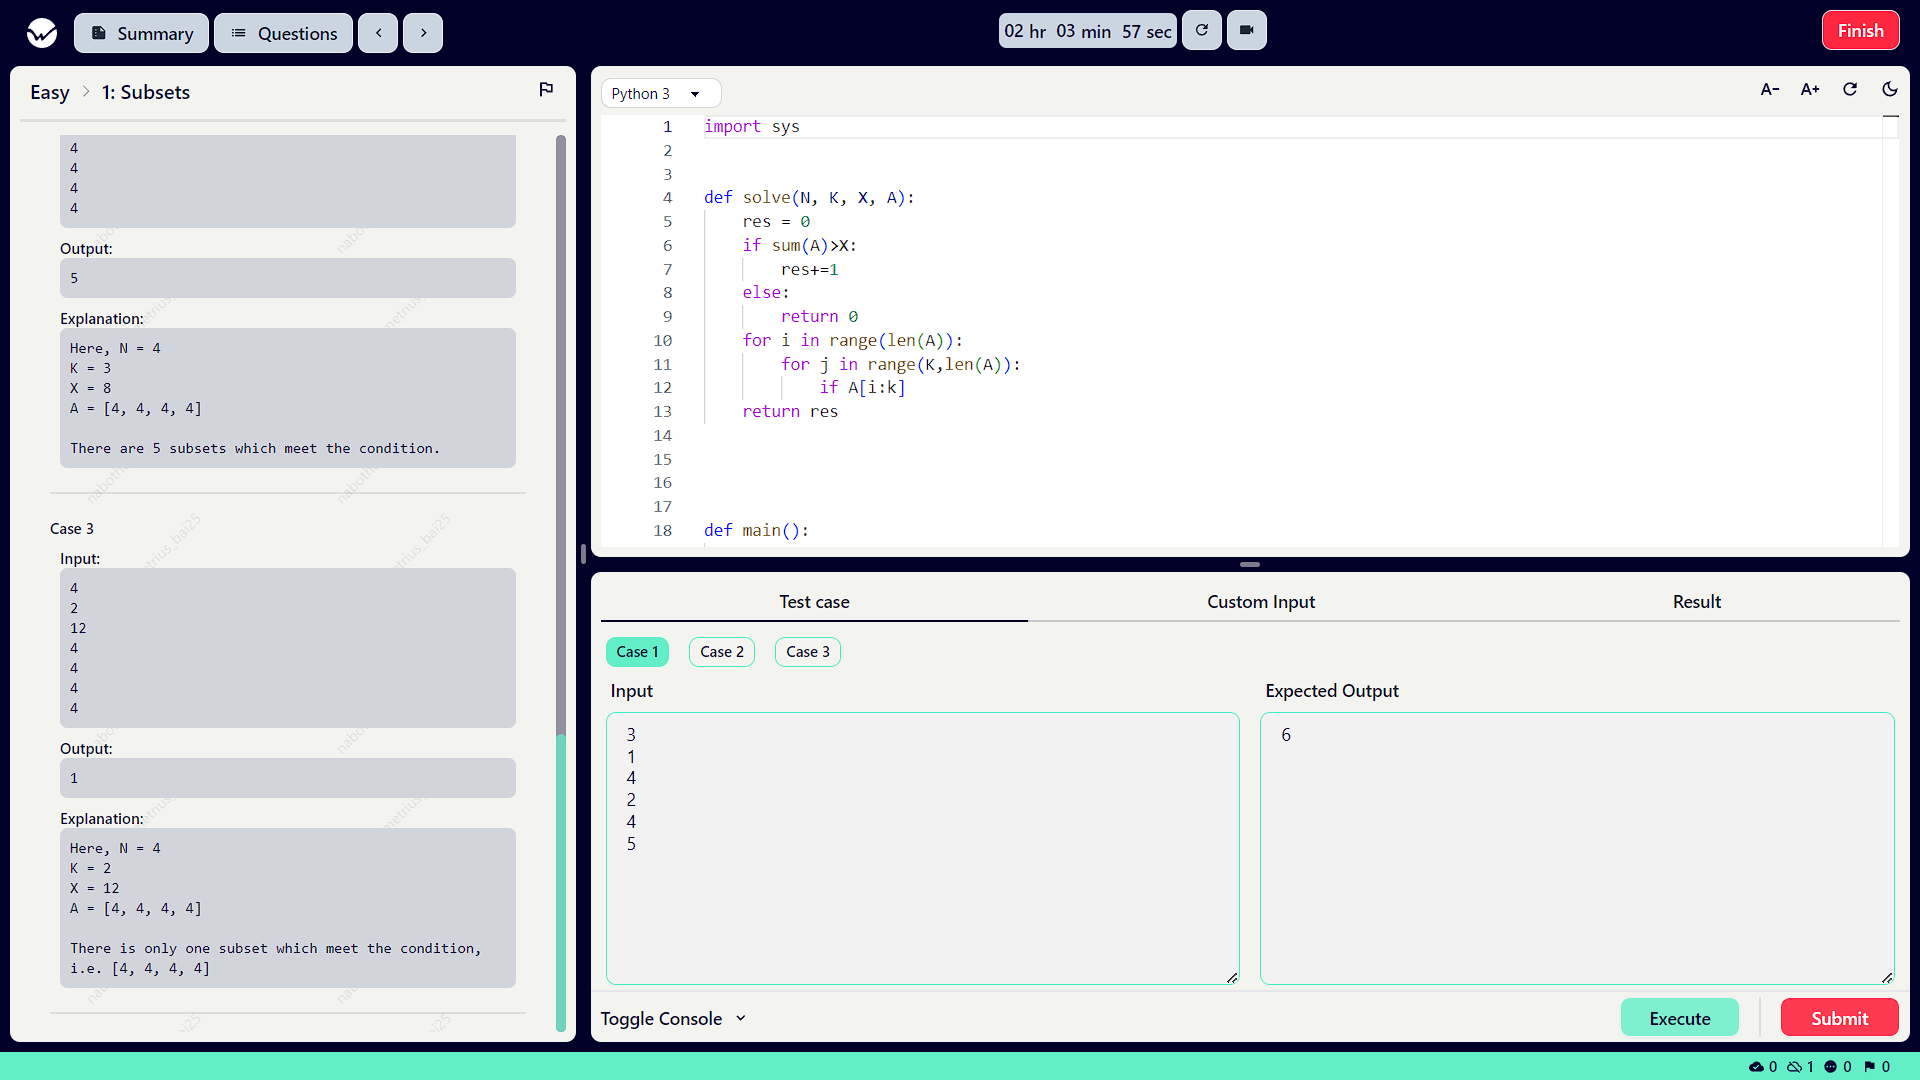 Summary
Questions
02 hr 03 min 57 sec
Finish
Easy > 1: Subsets
4
4
4
4
Output:
5
Explanation:
Here, N = 4
K = 3
X = 8
A = [4, 4, 4, 4]
There are 5 subsets which meet the condition.
Case 3
Input:
4
2
12
4
4
4
4
Output:
1
Explanation:
Here, N = 4
K = 2
X = 12
A = [4, 4, 4, 4]
There is only one subset which meet the condition,
i.e. [4, 4, 4, 4]
Python 3
A- A+
1 import sys
2
3
4 def solve(N, K, X, A):
5 res = 0
6 if sum(A)>X:
7 res+=1
8 else:
9 return 0
10 for i in range(len(A)):
11 for j in range(K,len(A)):
12 if A[i:k]
13 return res
14
15
16
17
18 def main():
Test case
Custom Input
Result
Case 1
Case 2
Case 3
Input
3
1
4
2
4
5
Expected Output
6
Toggle Console
Execute
Submit
0 1 0 0